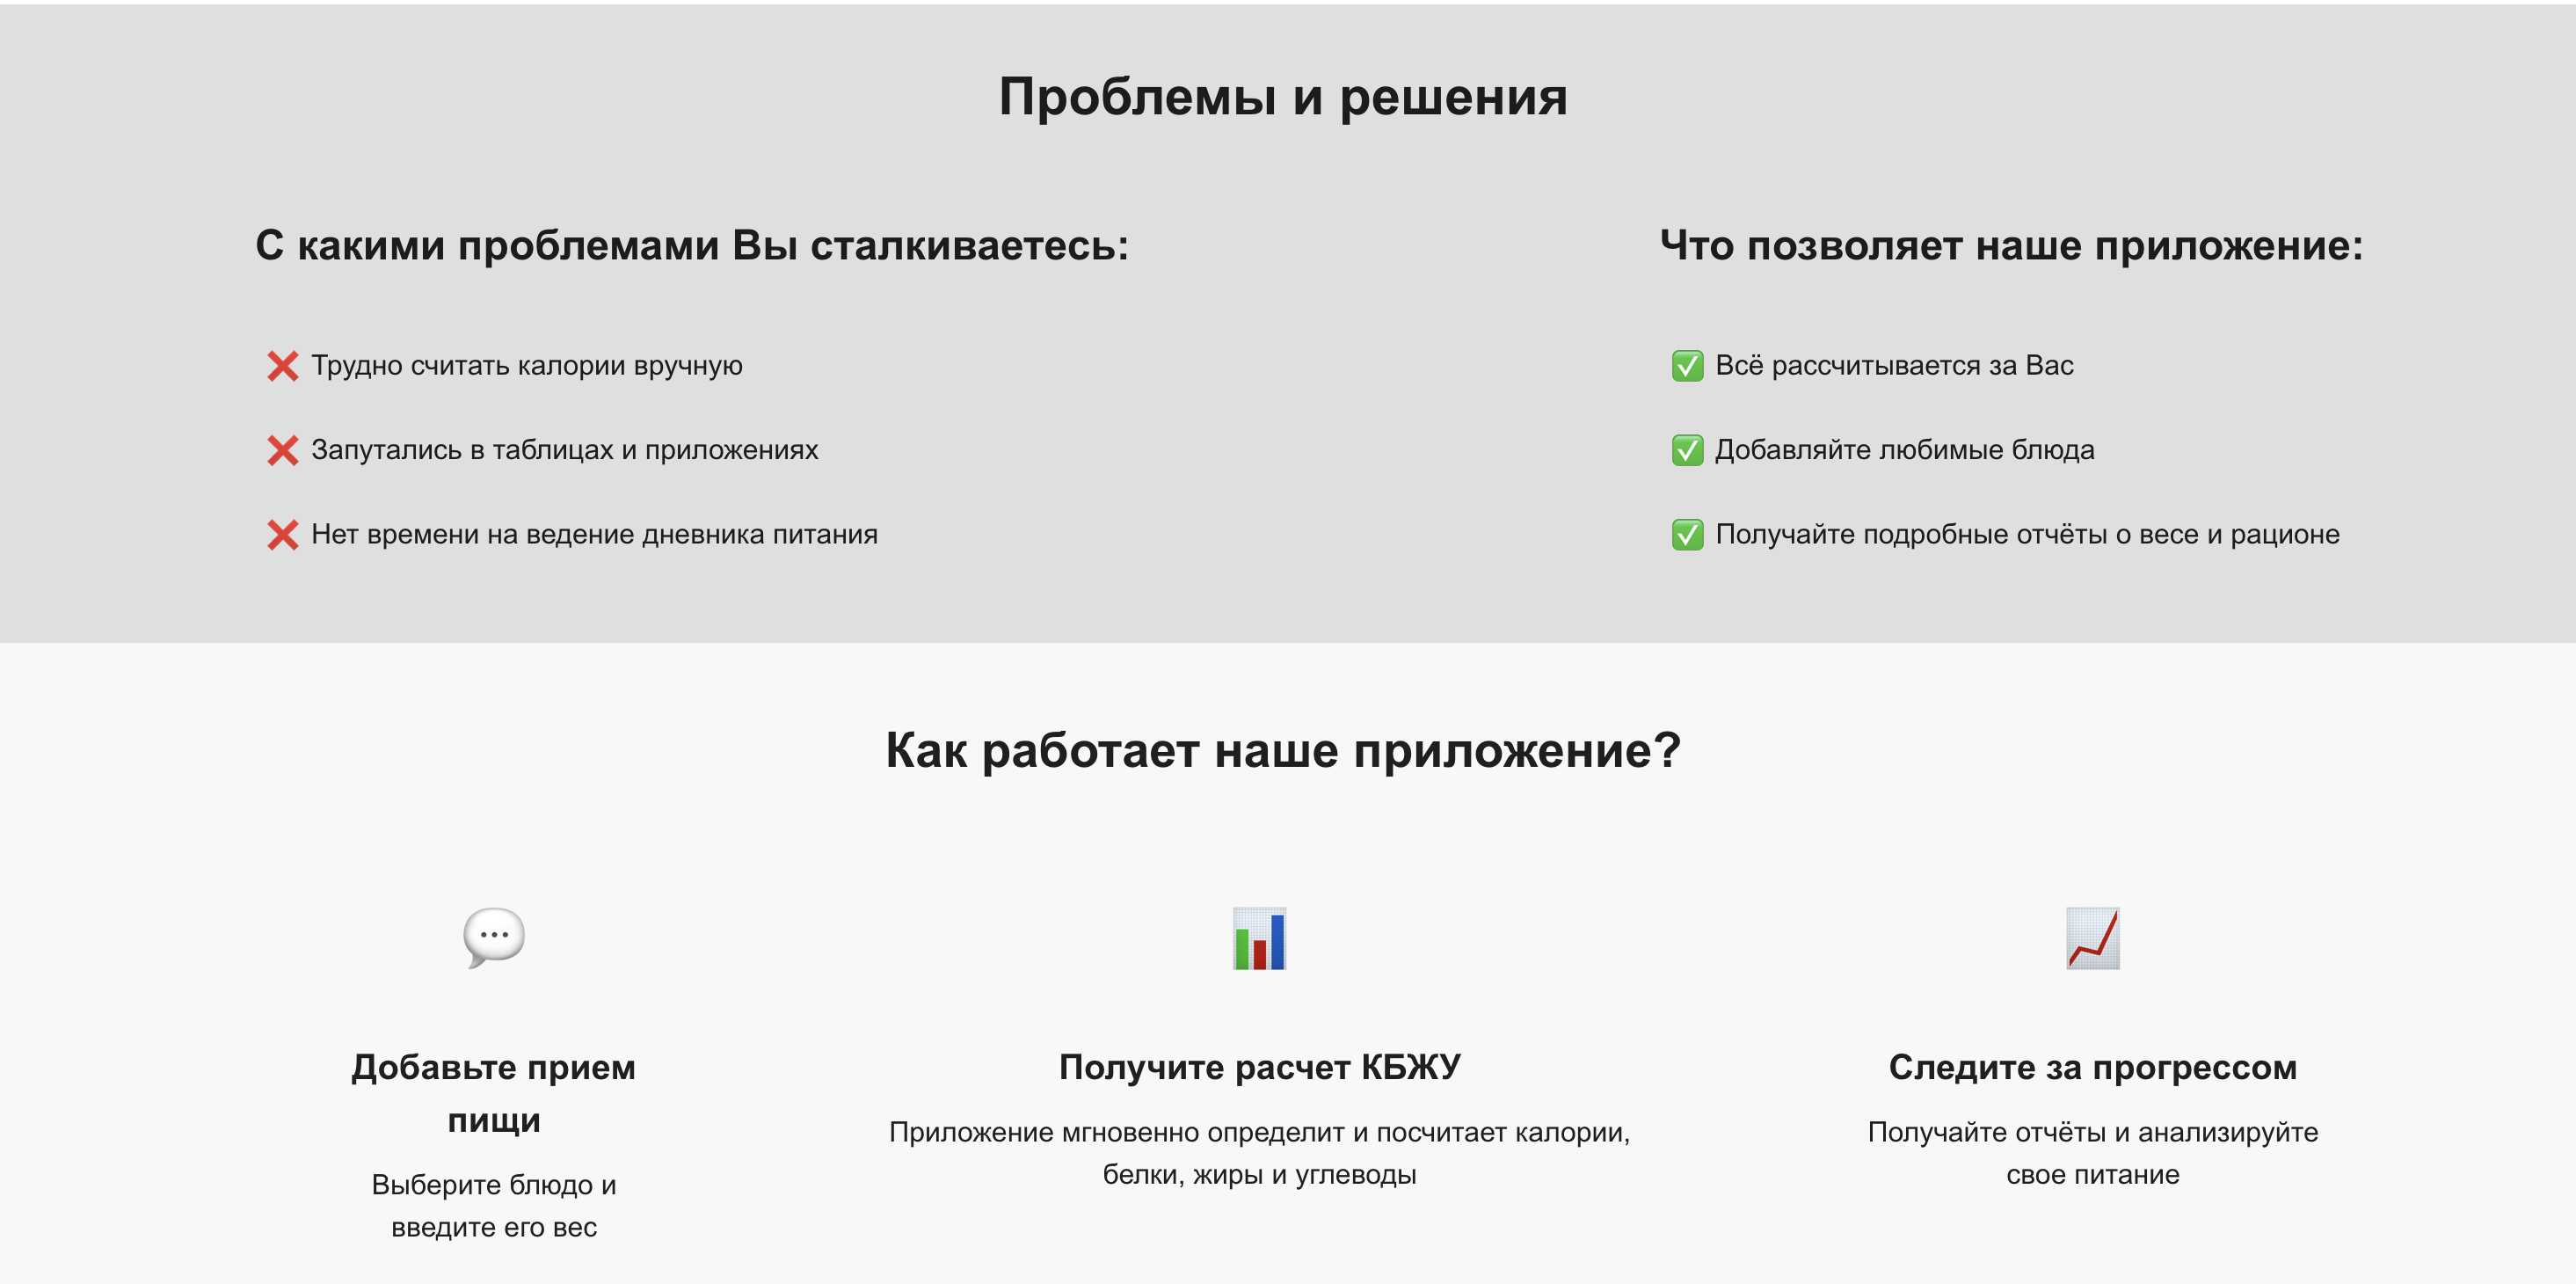 Проблемы и решения
С какими проблемами Вы сталкиваетесь:
❌ Трудно считать калории вручную
❌ Запутались в таблицах и приложениях
❌ Нет времени на ведение дневника питания
Что позволяет наше приложение:
✅ Всё рассчитывается за Вас
✅ Добавляйте любимые блюда
✅ Получайте подробные отчёты о весе и рационе
Как работает наше приложение?
Добавьте прием
пищи
Выберите блюдо и
введите его вес
Получите расчет КБЖУ
Приложение мгновенно определит и посчитает калории,
белки, жиры и углеводы
Следите за прогрессом
Получайте отчёты и анализируйте
свое питание